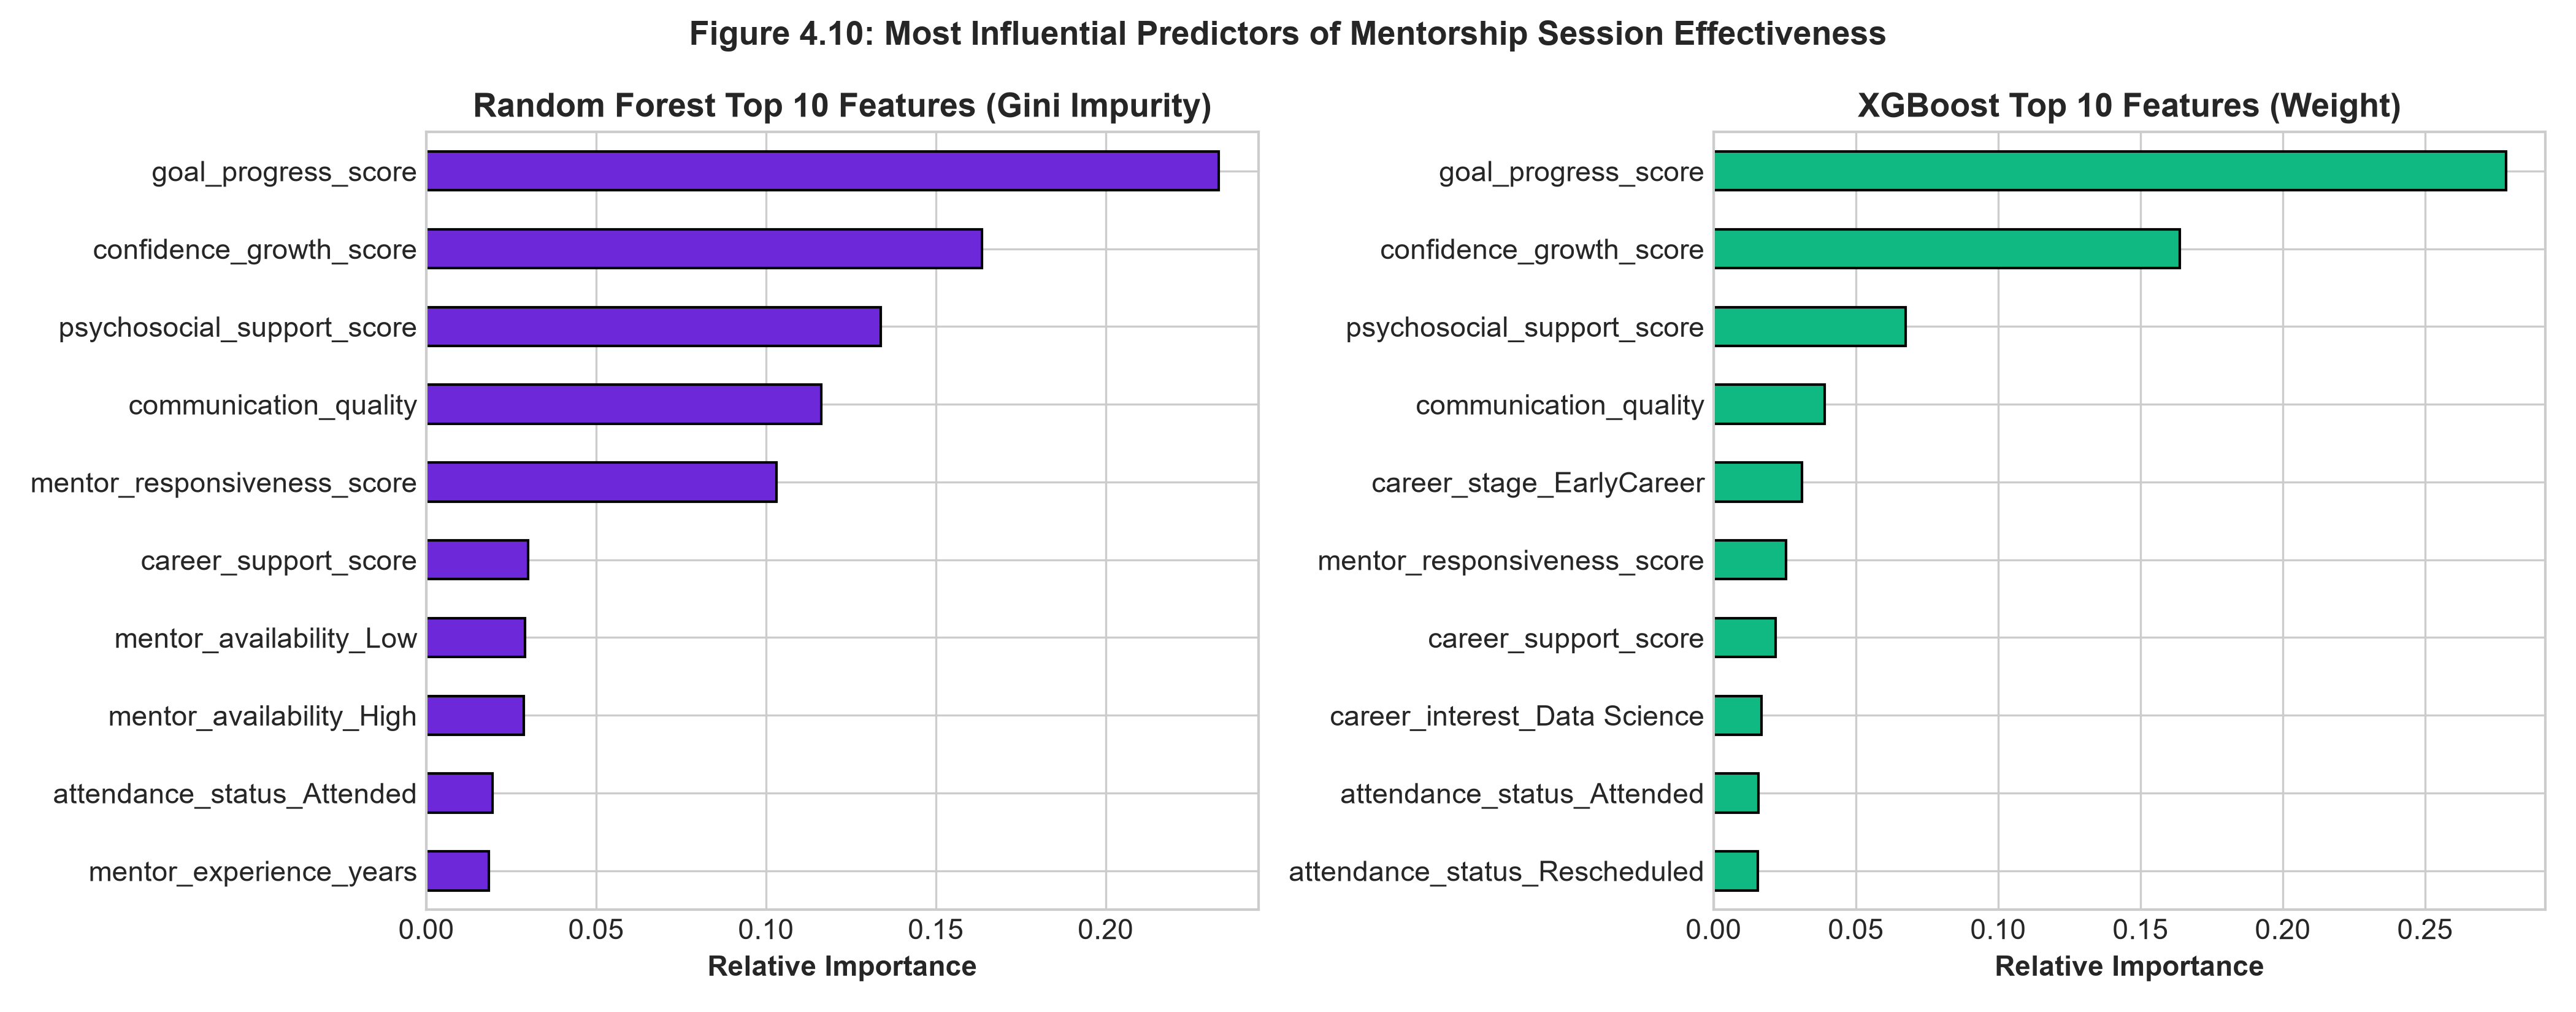 Figure 4.10: Most Influential Predictors of Mentorship Session Effectiveness
Random Forest Top 10 Features (Gini Impurity)
goal_progress_score
confidence_growth_score
psychosocial_support_score
communication_quality
mentor_responsiveness_score
career_support_score
mentor_availability_Low
mentor_availability_High
attendance_status_Attended
mentor_experience_years
0.00 0.05 0.10 0.15 0.20
Relative Importance
XGBoost Top 10 Features (Weight)
goal_progress_score
confidence_growth_score
psychosocial_support_score
communication_quality
career_stage_EarlyCareer
mentor_responsiveness_score
career_support_score
career_interest_Data Science
attendance_status_Attended
attendance_status_Rescheduled
0.00 0.05 0.10 0.15 0.20 0.25
Relative Importance